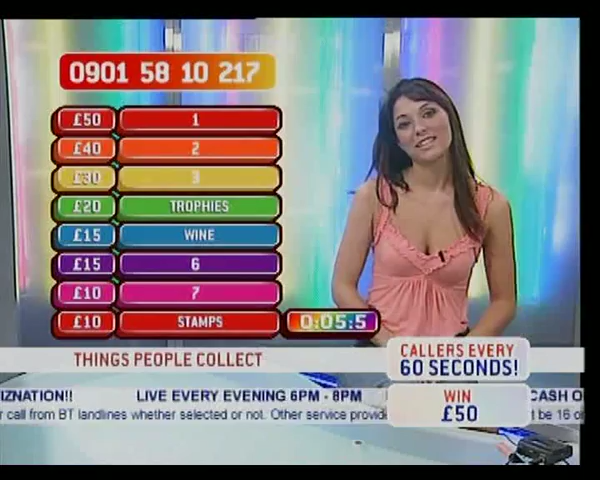 0901 58 10 217
£50 1
£40 2
£30 3
£20 TROPHIES
£15 WINE
£15 6
£10 7
£10 STAMPS 0:05:5
THINGS PEOPLE COLLECT
CALLERS EVERY
60 SECONDS!
IZNATION!! LIVE EVERY EVENING 6PM - 8PM CASH
call from BT landlines whether selected or not. Other service be 16
WIN
£50